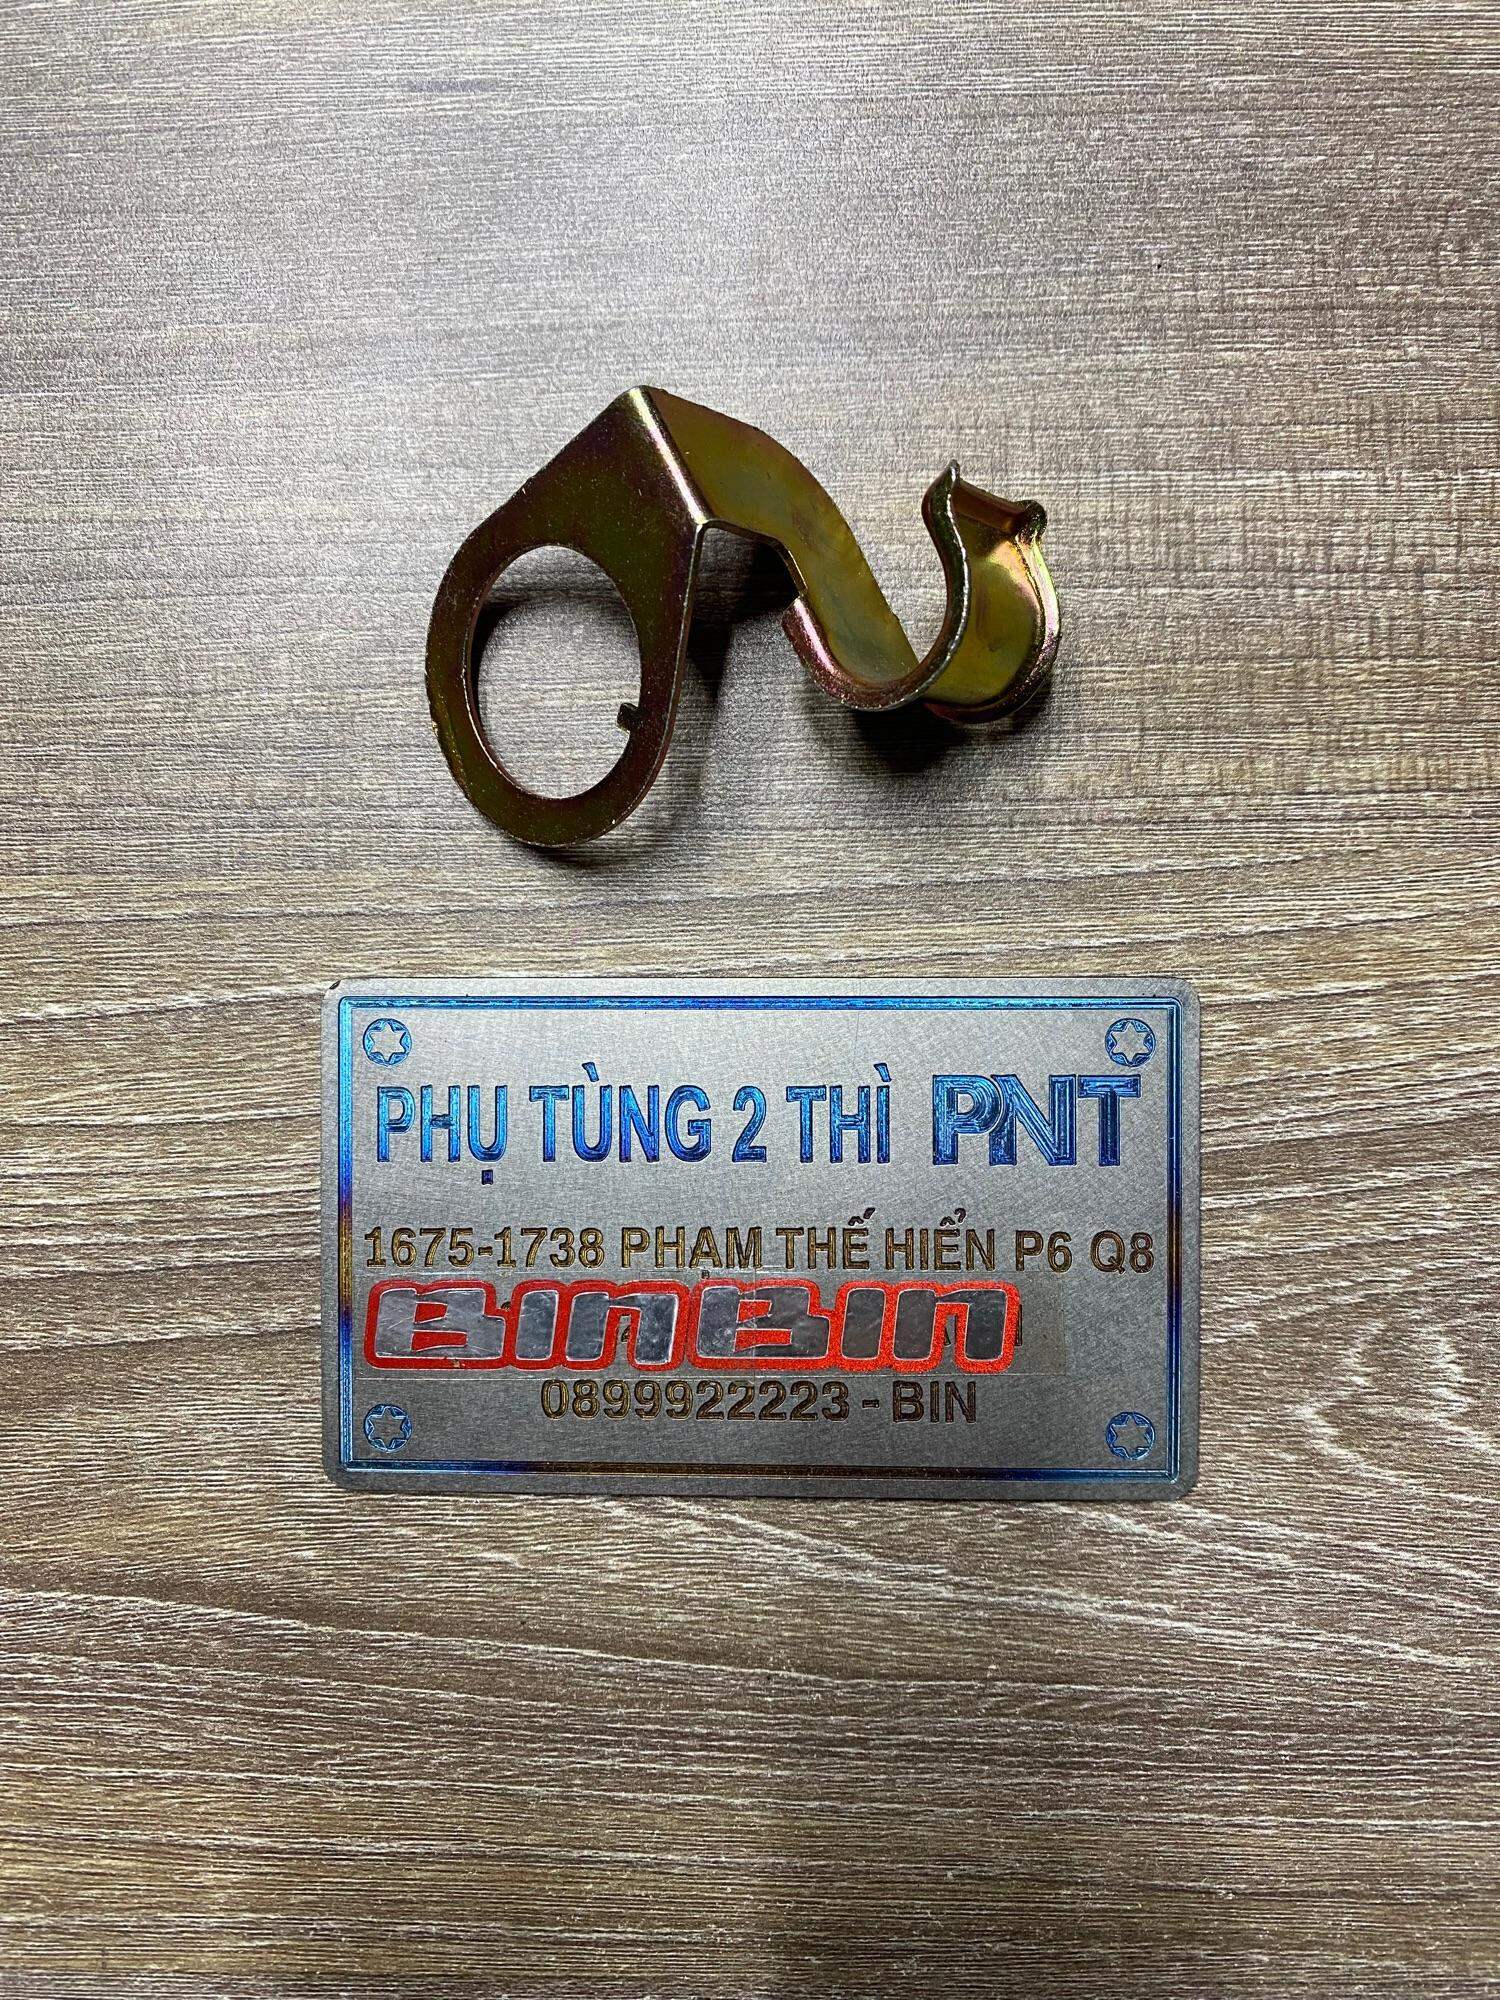 PHỤ TÙNG 2 THÌ PNT
1675-1738 PHẠM THẾ HIỂN P6 Q8
BINBIN
0899922223 - BIN